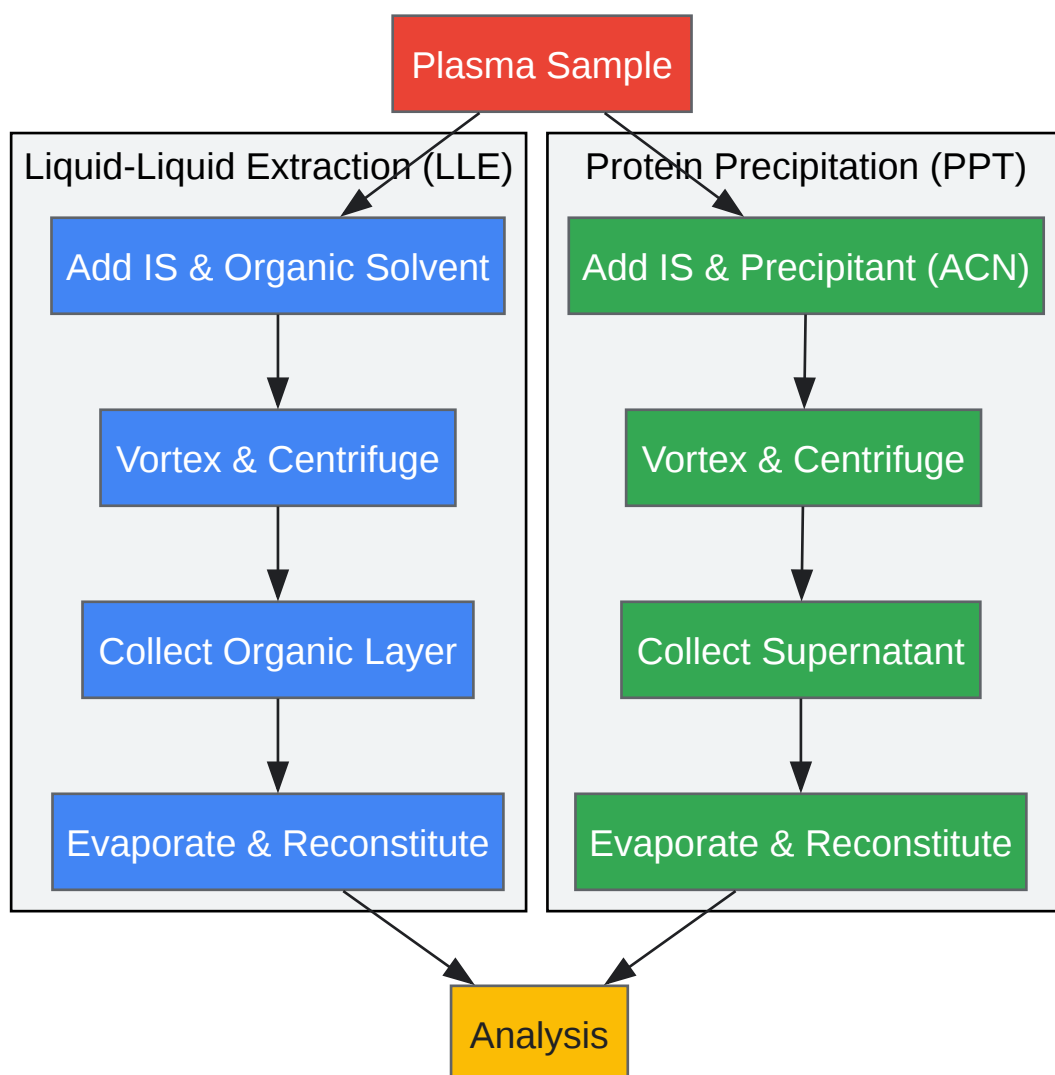 Plasma Sample
Liquid-Liquid Extraction (LLE)
Add IS & Organic Solvent
Vortex & Centrifuge
Collect Organic Layer
Evaporate & Reconstitute
Protein Precipitation (PPT)
Add IS & Precipitant (ACN)
Vortex & Centrifuge
Collect Supernatant
Evaporate & Reconstitute
Analysis